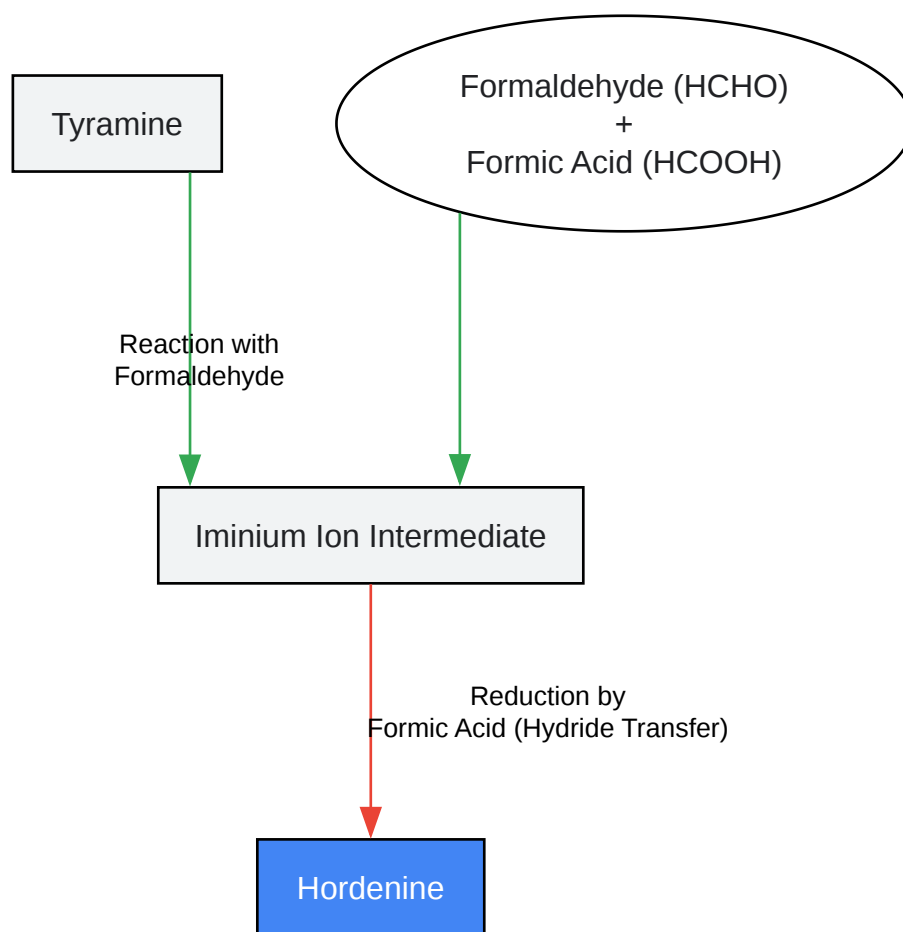 Formaldehyde (HCHO)
+
Formic Acid (HCOOH)
Tyramine
Reaction with
Formaldehyde
Iminium Ion Intermediate
Reduction by
Formic Acid (Hydride Transfer)
Hordenine